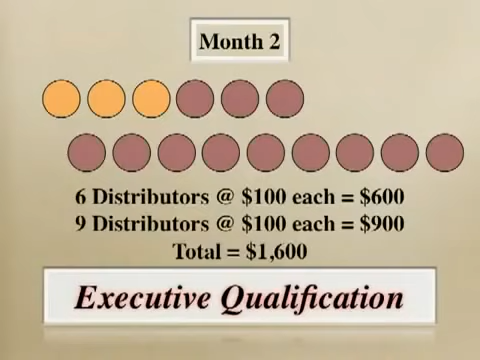 Month 2
6 Distributors @ $100 each = $600
9 Distributors @ $100 each = $900
Total = $1,600
Executive Qualification